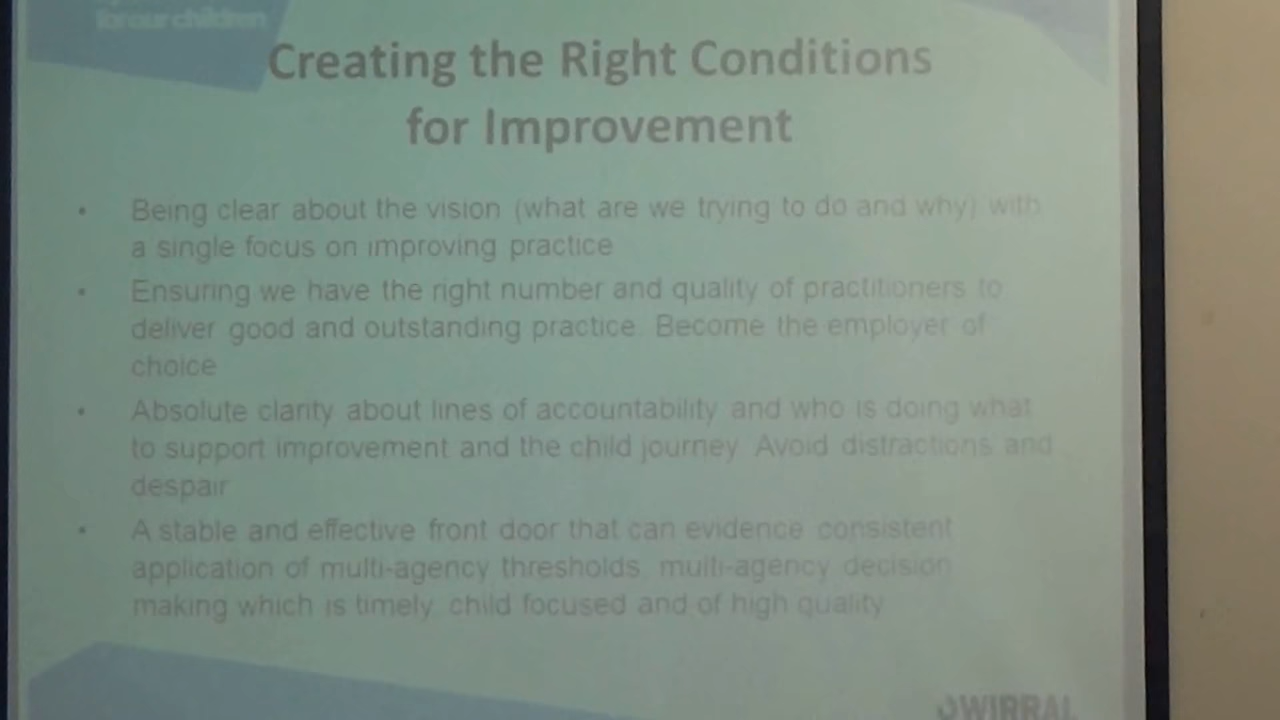 for our children
Creating the Right Conditions
for Improvement
• Being clear about the vision (what are we trying to do and why) with
a single focus on improving practice
• Ensuring we have the right number and quality of practitioners to
deliver good and outstanding practice. Become the employer of
choice
• Absolute clarity about lines of accountability and who is doing what
to support improvement and the child journey. Avoid distractions and
despair
• A stable and effective front door that can evidence consistent
application of multi-agency thresholds, multi-agency decision
making which is timely, child focused and of high quality
WIRRAL